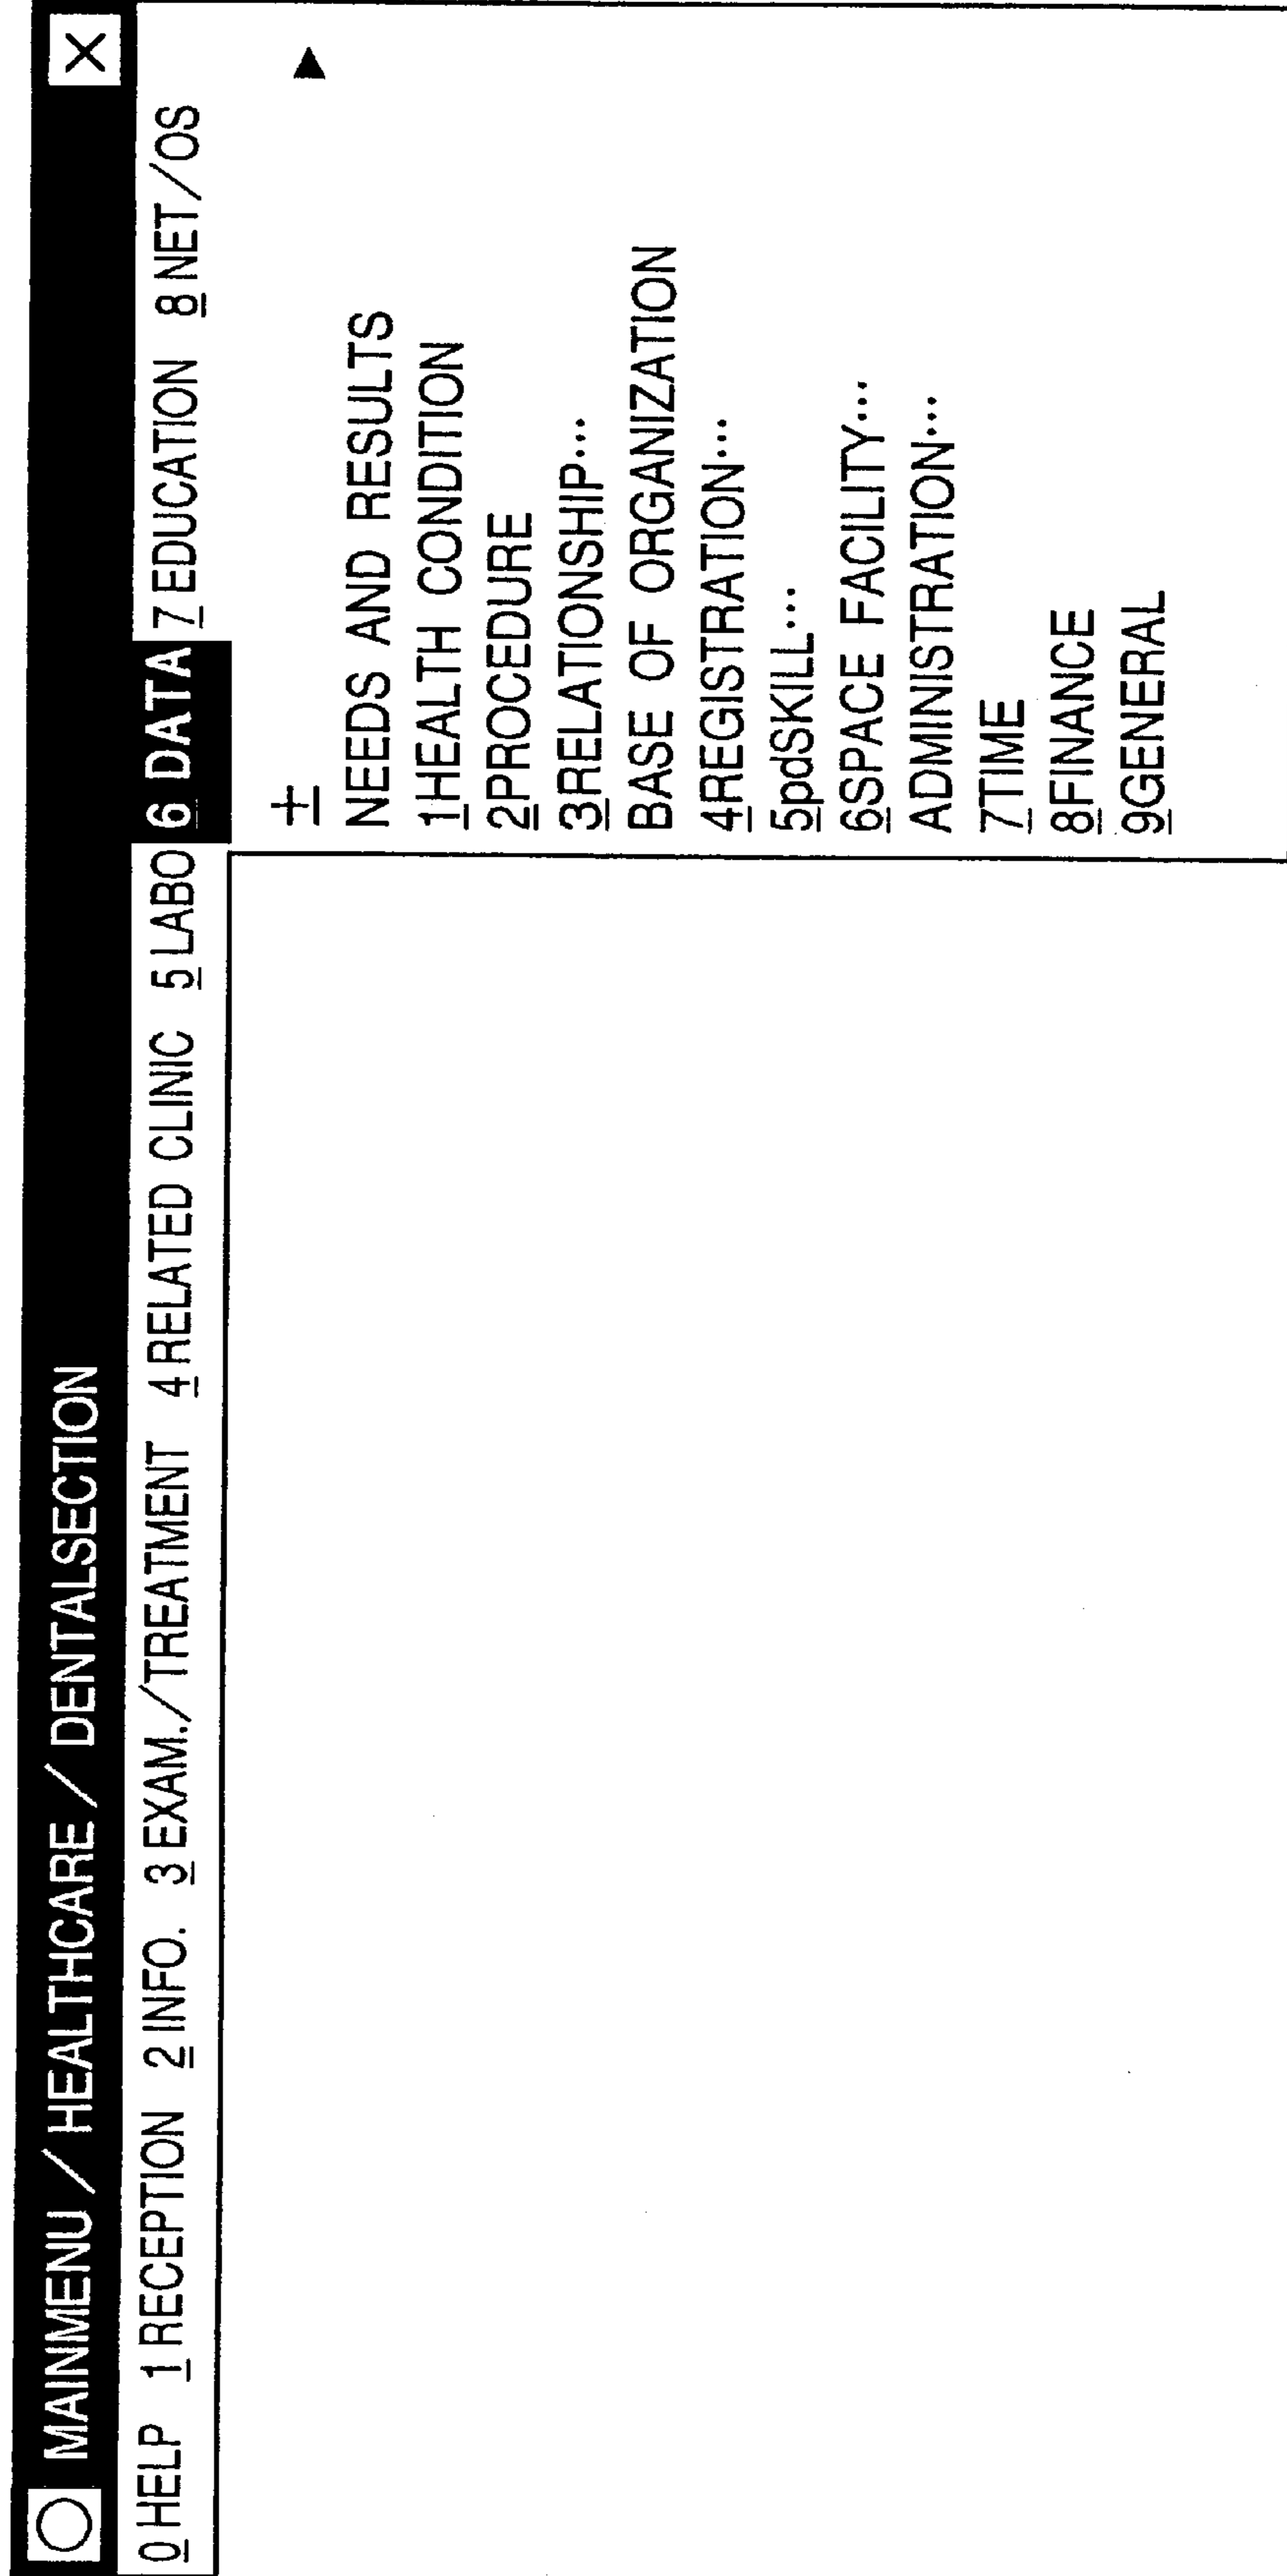 MAINMENU / HEALTHCARE / DENTALSECTION X
0 HELP 1 RECEPTION 2 INFO. 3 EXAM./TREATMENT 4 RELATED CLINIC 5 LABO 6 DATA 7 EDUCATION 8 NET/OS
+ ▶
NEEDS AND RESULTS
1HEALTH CONDITION
2PROCEDURE
3RELATIONSHIP...
BASE OF ORGANIZATION
4REGISTRATION...
5pdSKILL...
6SPACE FACILITY...
ADMINISTRATION...
7TIME
8FINANCE
9GENERAL